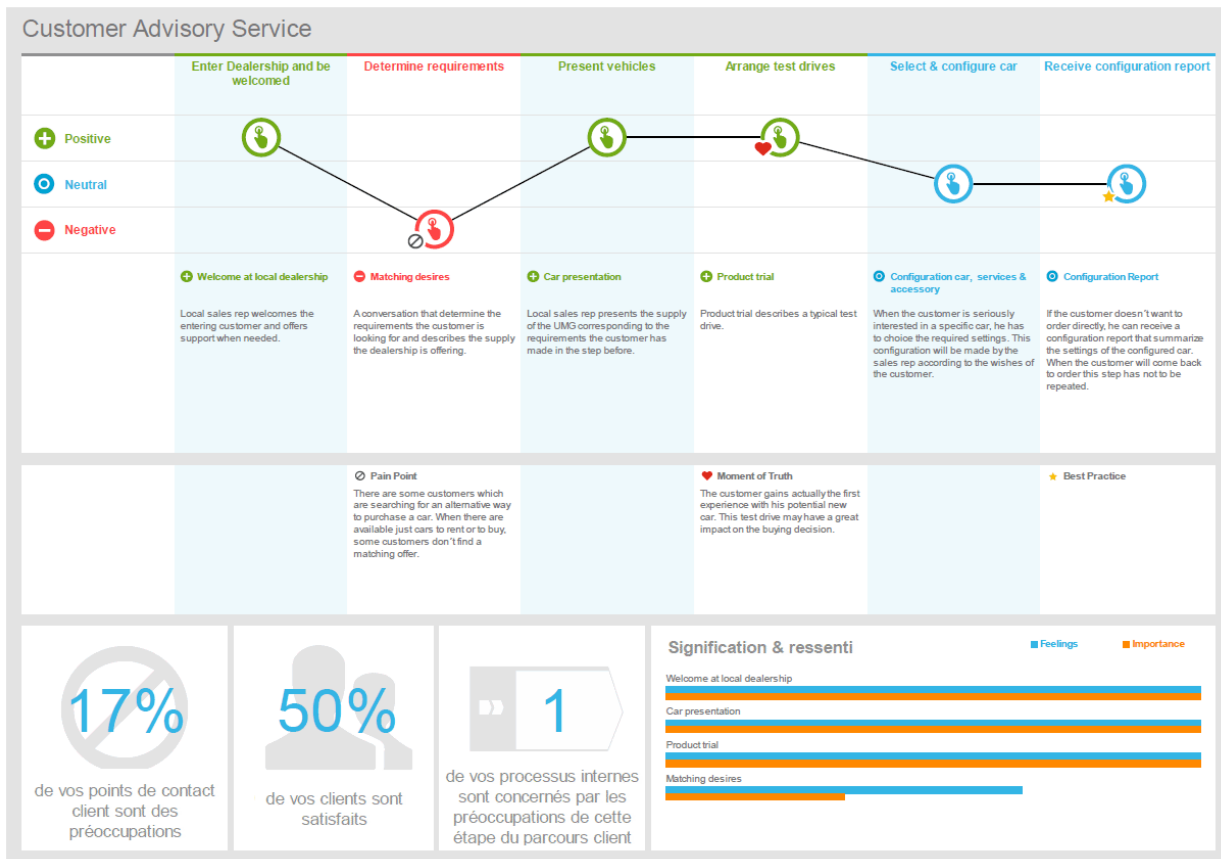 Customer Advisory Service
Enter Dealership and be
welcomed
Determine requirements
Present vehicles
Arrange test drives
Select & configure car
Receive configuration report
Positive
Neutral
Negative
Welcome at local dealership
Local sales rep welcomes the
entering customer and offers
support when needed.
Matching desires
A conversation that determine the
requirements the customer is
looking for and describes the supply
the dealership is offering.
Car presentation
Local sales rep presents the supply
of the UMG corresponding to the
requirements the customer has
made in the step before.
Product trial
Product trial describes a typical test
drive.
Configuration car, services &
accessory
When the customer is seriously
interested in a specific car, he has
to choice the required settings. This
configuration will be made by the
sales rep according to the wishes of
the customer.
Configuration Report
If the customer doesn´t want to
order directly, he can receive a
configuration report that summarize
the settings of the configured car.
When the customer will come back
to order this step has not to be
repeated.
Pain Point
There are some customers which
are searching for an alternative way
to purchase a car. When there are
available just cars to rent or to buy,
some customers don´t find a
matching offer.
Moment of Truth
The customer gains actually the first
experience with his potential new
car. This test drive may have a great
impact on the buying decision.
Best Practice
17%
de vos points de contact
client sont des
préoccupations
50%
de vos clients sont
satisfaits
1
de vos processus internes
sont concernés par les
préoccupations de cette
étape du parcours client
Signification & ressenti
Feelings
Importance
Welcome at local dealership
Car presentation
Product trial
Matching desires